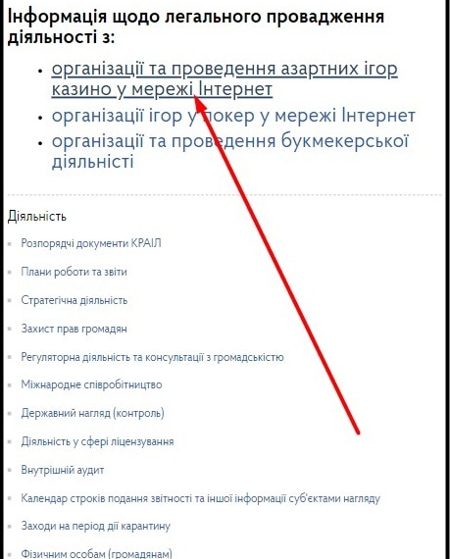 Інформація щодо легального провадження
діяльності з:
організації та проведення азартних ігор
казино у мережі Інтернет
організації ігор у покер у мережі Інтернет
організації та проведення букмекерської
діяльності
Діяльність
Розпорядчі документи КРАІЛ
Плани роботи та звіти
Стратегічна діяльність
Захист прав громадян
Регуляторна діяльність та консультації з громадськістю
Міжнародне співробітництво
Державний нагляд (контроль)
Діяльність у сфері ліцензування
Внутрішній аудит
Календар строків подання звітності та іншої інформації суб'єктами нагляду
Заходи на період дії карантину
Фізичним особам (громадянам)